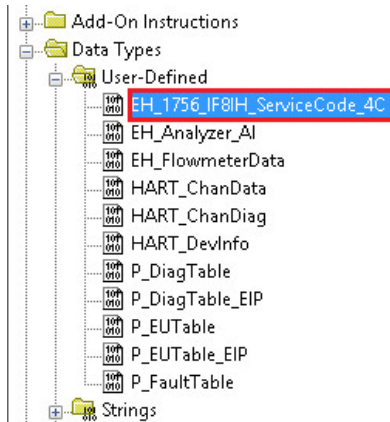 Add-On Instructions
Data Types
User-Defined
EH_1756_IF8IH_ServiceCode_4C
EH_Analyzer_AI
EH_FlowmeterData
HART_ChanData
HART_ChanDiag
HART_DevInfo
P_DiagTable
P_DiagTable_EIP
P_EUTable
P_EUTable_EIP
P_FaultTable
Strings